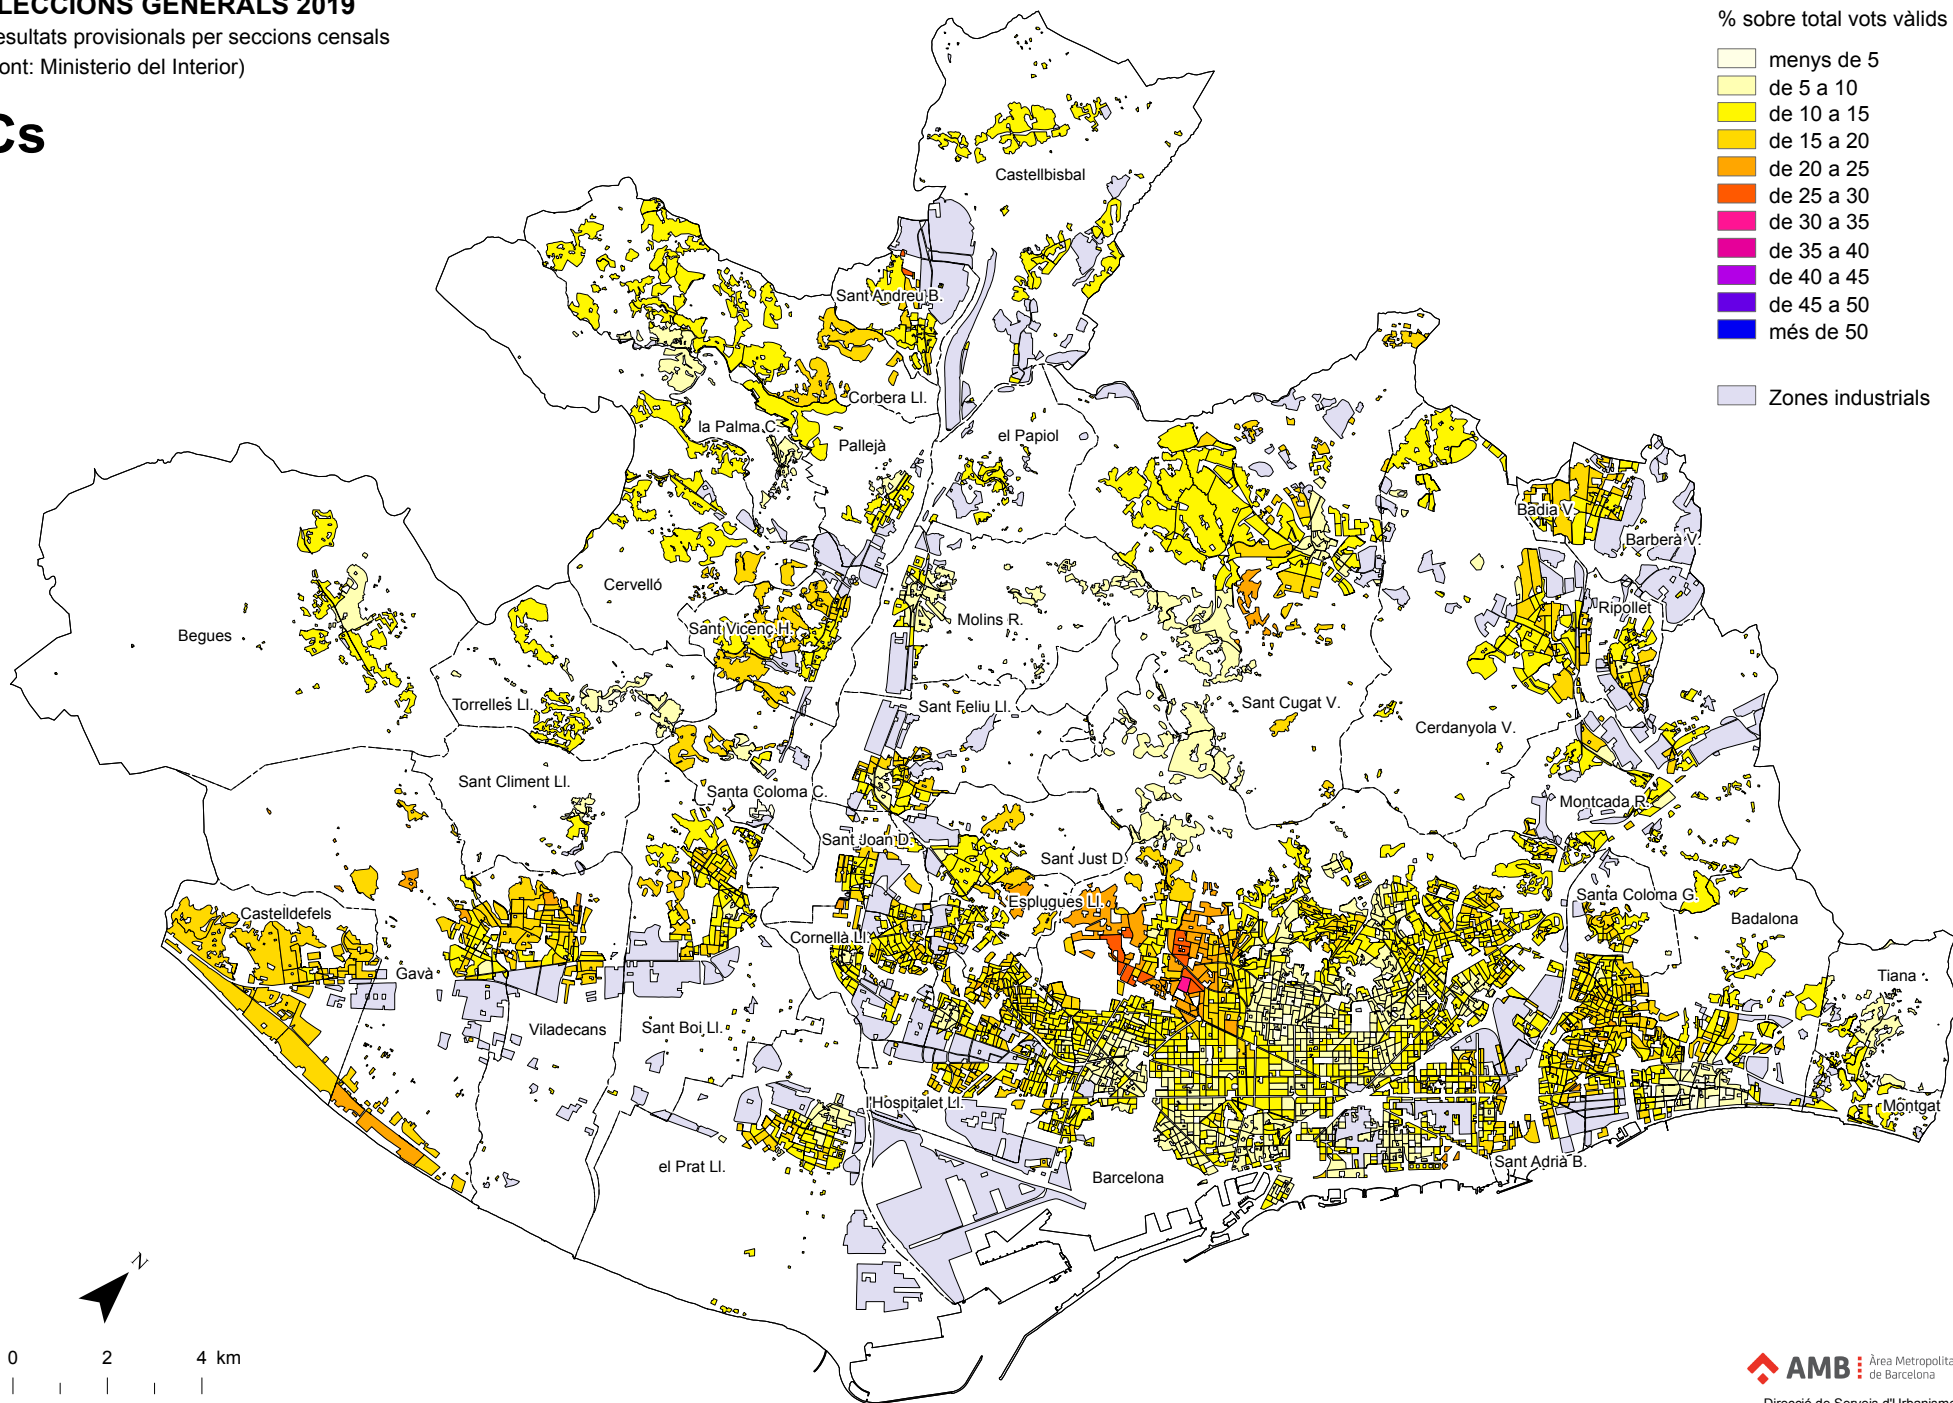 LECCIONS GENERALS 2019
esultats provisionals per seccions censals
ont: Ministerio del Interior)
Cs
% sobre total vots vàlids
menys de 5
de 5 a 10
de 10 a 15
de 15 a 20
de 20 a 25
de 25 a 30
de 30 a 35
de 35 a 40
de 40 a 45
de 45 a 50
més de 50
Zones industrials
Castellbisbal
Sant Andreu B.
Corbera Ll.
la Palma C.
Pallejà
el Papiol
Badia V.
Barberà V.
Cervelló
Ripollet
Begues
Sant Vicenç H.
Molins R.
Torrelles Ll.
Sant Feliu Ll.
Sant Cugat V.
Cerdanyola V.
Sant Climent Ll.
Santa Coloma C.
Montcada R.
Sant Joan D.
Sant Just D.
Castelldefels
Esplugues Ll.
Santa Coloma G.
Badalona
Cornellà Ll.
Gavà
Tiana
Viladecans
Sant Boi Ll.
l'Hospitalet Ll.
Montgat
el Prat Ll.
Barcelona
Sant Adrià B.
N
0 2 4 km
AMB
Àrea Metropolita
de Barcelona
Direcció de Serveis d'Urbanisme